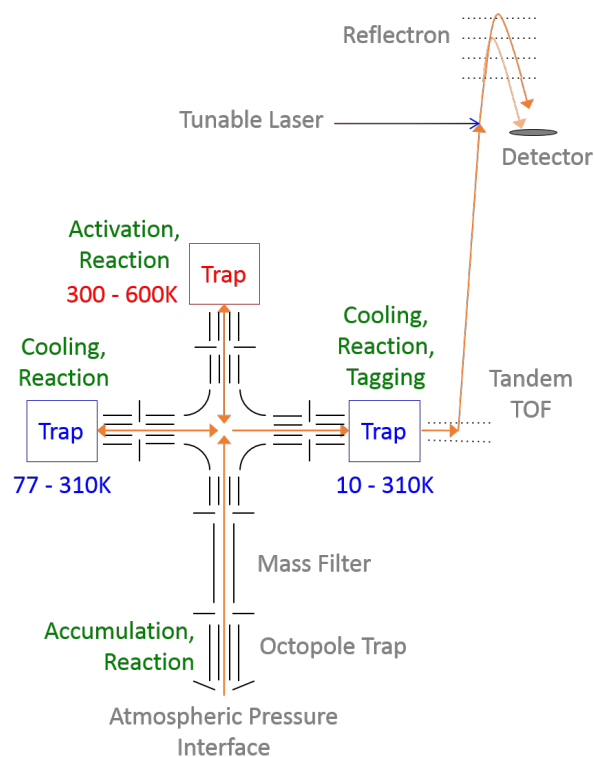 Reflectron
Tunable Laser
Detector
Activation,
Reaction
300 - 600K
Trap
Cooling,
Reaction
Trap
77 - 310K
Cooling,
Reaction,
Tagging
Trap
10 - 310K
Tandem
TOF
Mass Filter
Accumulation,
Reaction
Octopole Trap
Atmospheric Pressure
Interface